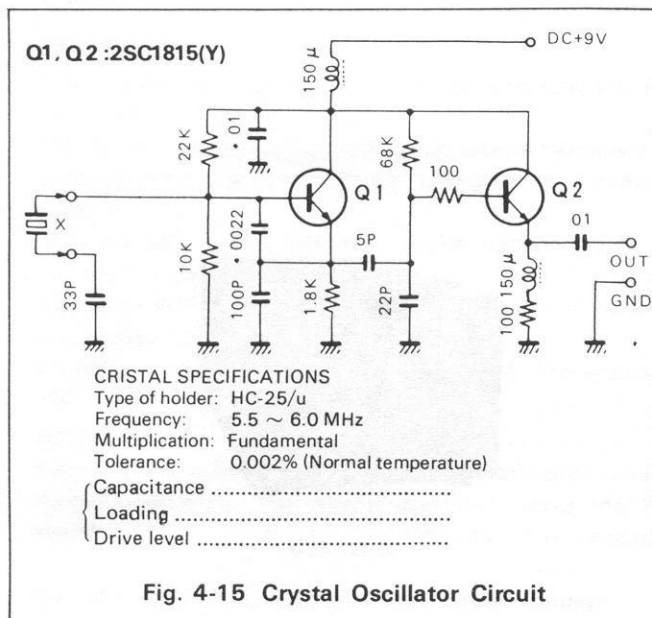 Q1, Q2 :2SC1815(Y)
DC+9V
150 μ
22K
.01
68K
100
Q1
Q2
X
10K
.0022
5P
01
OUT
33P
100P
1.8K
22P
150 μ
100
GND
CRISTAL SPECIFICATIONS
Type of holder: HC-25/u
Frequency: 5.5 ~ 6.0 MHz
Multiplication: Fundamental
Tolerance: 0.002% (Normal temperature)
Capacitance ........................................
Loading ..............................................
Drive level ..........................................
Fig. 4-15 Crystal Oscillator Circuit